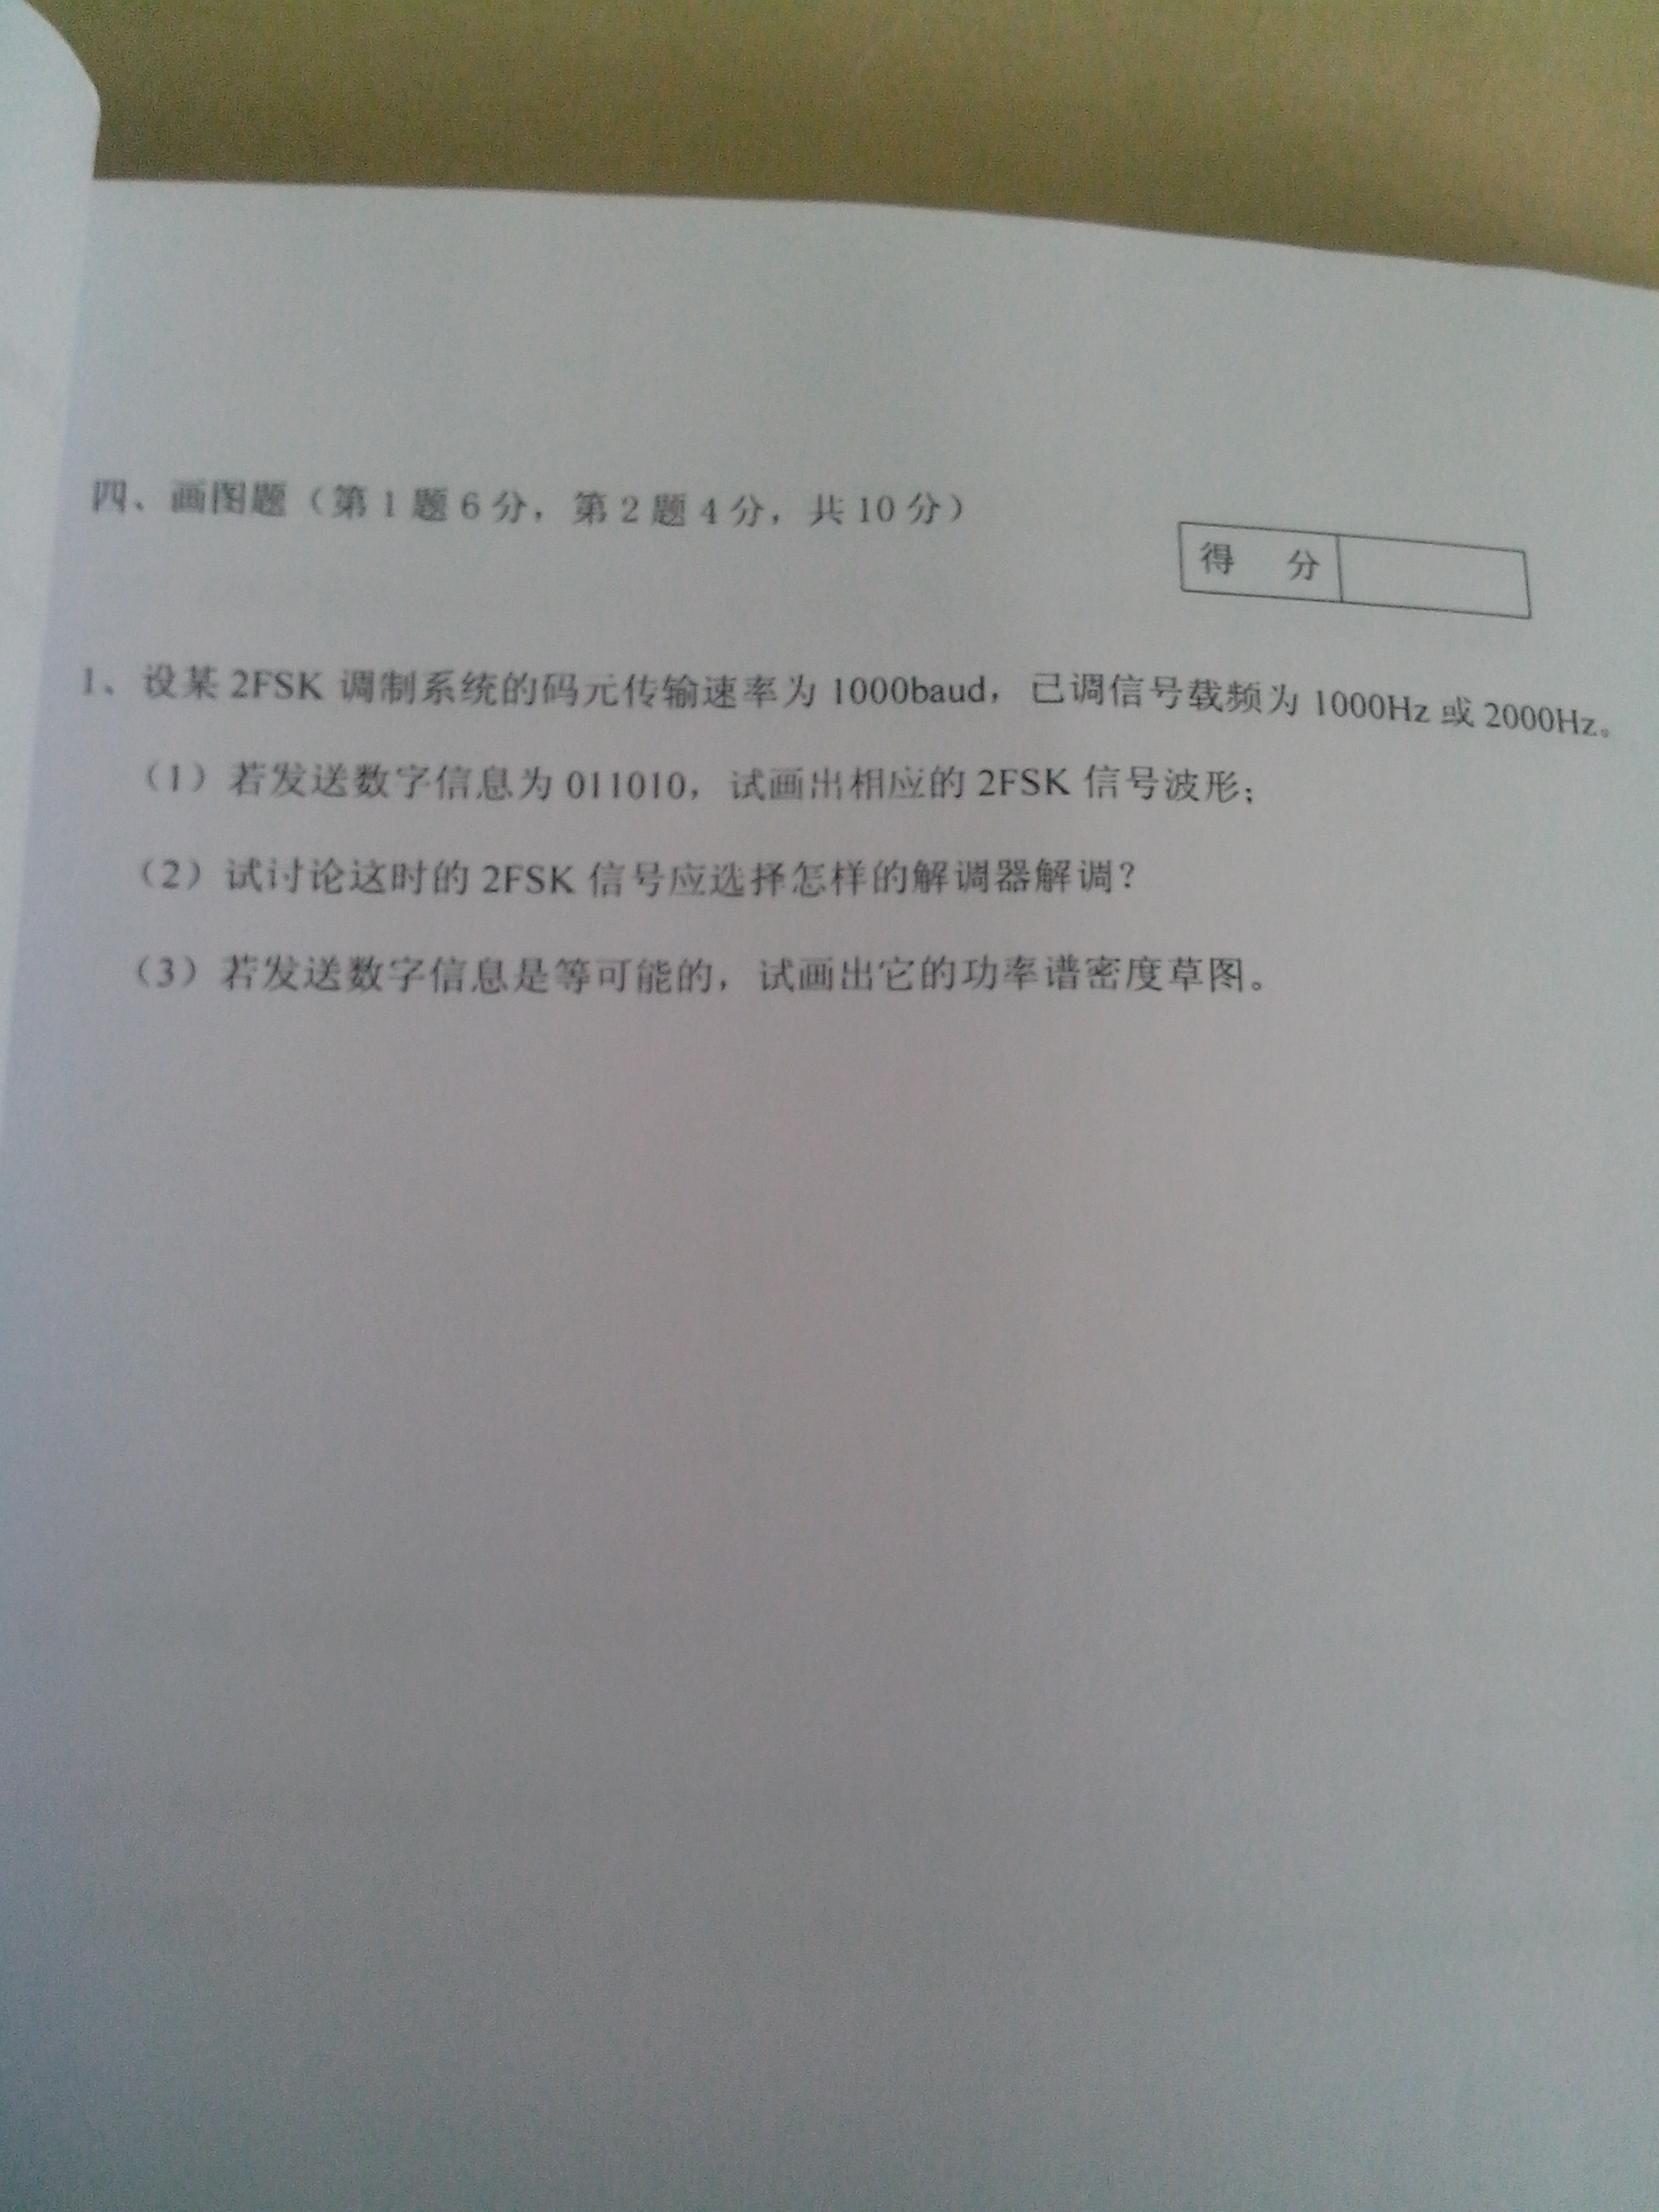 四、画图题（第 1 题 6 分，第 2 题 4 分，共 10 分）
得 分
1、设某 2FSK 调制系统的码元传输速率为 1000baud，已调信号载频为 1000Hz 或 2000Hz。
（1）若发送数字信息为 011010，试画出相应的 2FSK 信号波形；
（2）试讨论这时的 2FSK 信号应选择怎样的解调器解调？
（3）若发送数字信息是等可能的，试画出它的功率谱密度草图。